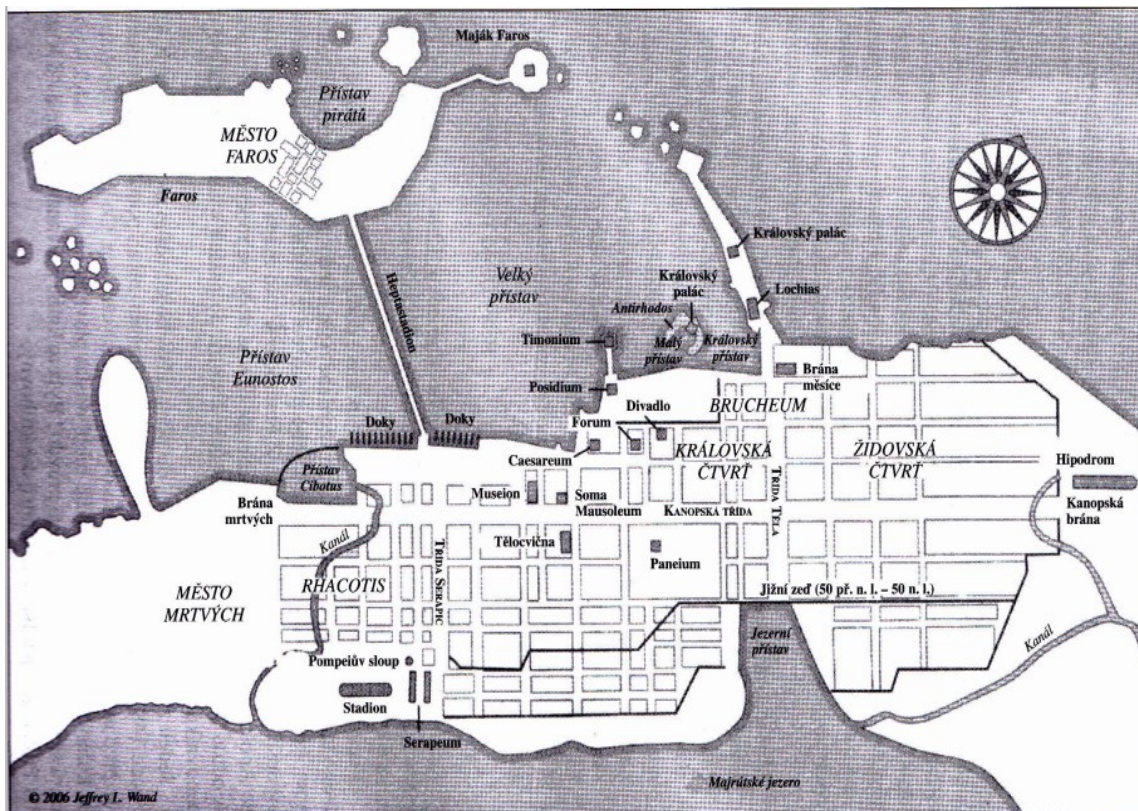 Maják Faros
Přístav
pirátů
MĚSTO
FAROS
Faros
Heptastadion
Velký
přístav
Královský palác
Královský
palác
Lochias
Antirhodos
Malý
přístav
Královský
přístav
Timonium
Posidium
Brána
měsíce
Přístav
Eunostos
Doky
Doky
BRUCHEUM
Divadlo
Forum
Caesareum
KRÁLOVSKÁ
ČTVRŤ
ŽIDOVSKÁ
ČTVRŤ
Hipodrom
Kanopská
brána
Přístav
Cibotus
Brána
mrtvých
Museion
Soma
Mausoleum
KANOPSKÁ TŘÍDA
TŘÍDA TĚLA
Kanál
Tělocvična
Paneium
TŘÍDA SERAPIC
RHACOTIS
MĚSTO
MRTVÝCH
Jižní zeď (50 př. n. l. – 50 n. l.)
Jezerní
přístav
Kanál
Pompeiův sloup
Stadion
Serapeum
Majrútské jezero
© 2006 Jeffrey L. Wand